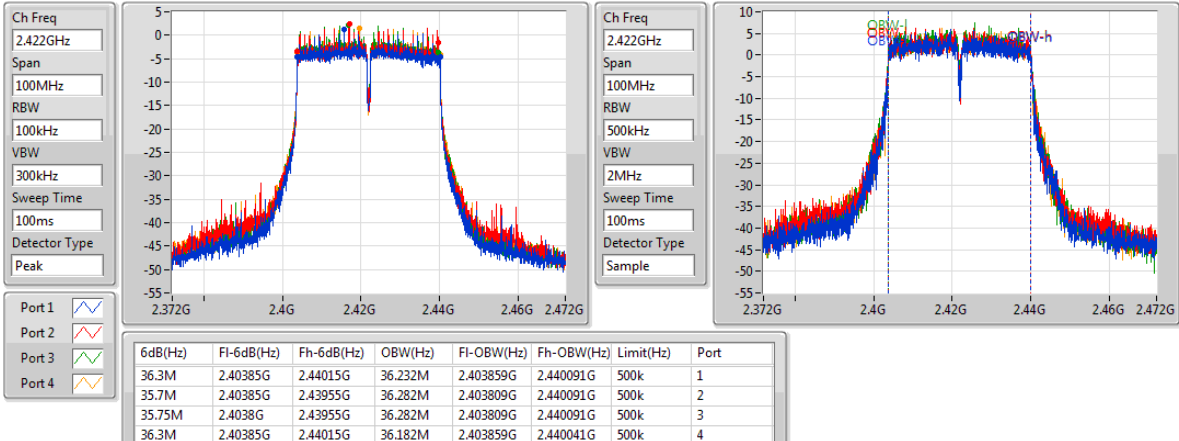 Ch Freq
2.422GHz
Span
100MHz
RBW
100kHz
VBW
300kHz
Sweep Time
100ms
Detector Type
Peak
5
0
-5
-10
-15
-20
-25
-30
-35
-40
-45
-50
-55
2.372G 2.4G 2.42G 2.44G 2.46G 2.472G
Ch Freq
2.422GHz
Span
100MHz
RBW
500kHz
VBW
2MHz
Sweep Time
100ms
Detector Type
Sample
10
5
0
-5
-10
-15
-20
-25
-30
-35
-40
-45
-50
-55
OBW-l
OBW-h
2.372G 2.4G 2.42G 2.44G 2.46G 2.472G
Port 1
Port 2
Port 3
Port 4
6dB(Hz) Fl-6dB(Hz) Fh-6dB(Hz) OBW(Hz) Fl-OBW(Hz) Fh-OBW(Hz) Limit(Hz) Port
36.3M 2.40385G 2.44015G 36.232M 2.403859G 2.440091G 500k 1
35.7M 2.40385G 2.43955G 36.282M 2.403809G 2.440091G 500k 2
35.75M 2.4038G 2.43955G 36.282M 2.403809G 2.440091G 500k 3
36.3M 2.40385G 2.44015G 36.182M 2.403859G 2.440041G 500k 4